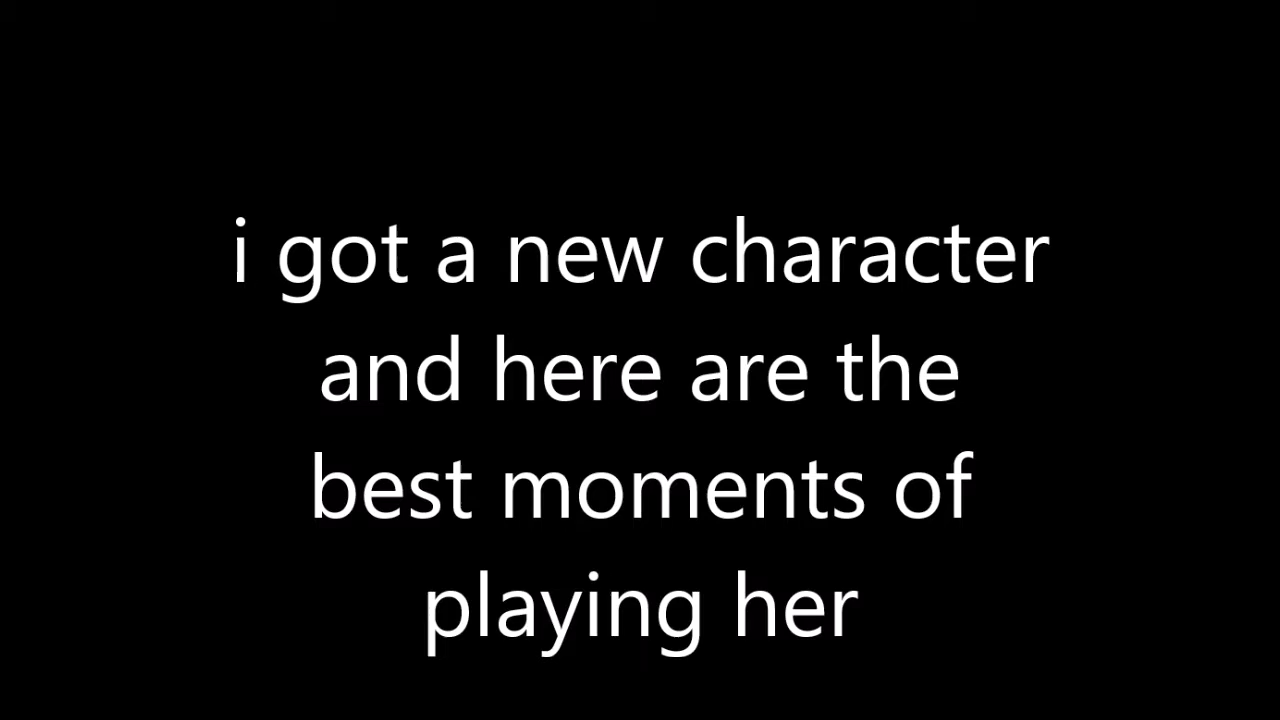 i got a new character
and here are the
best moments of
playing her